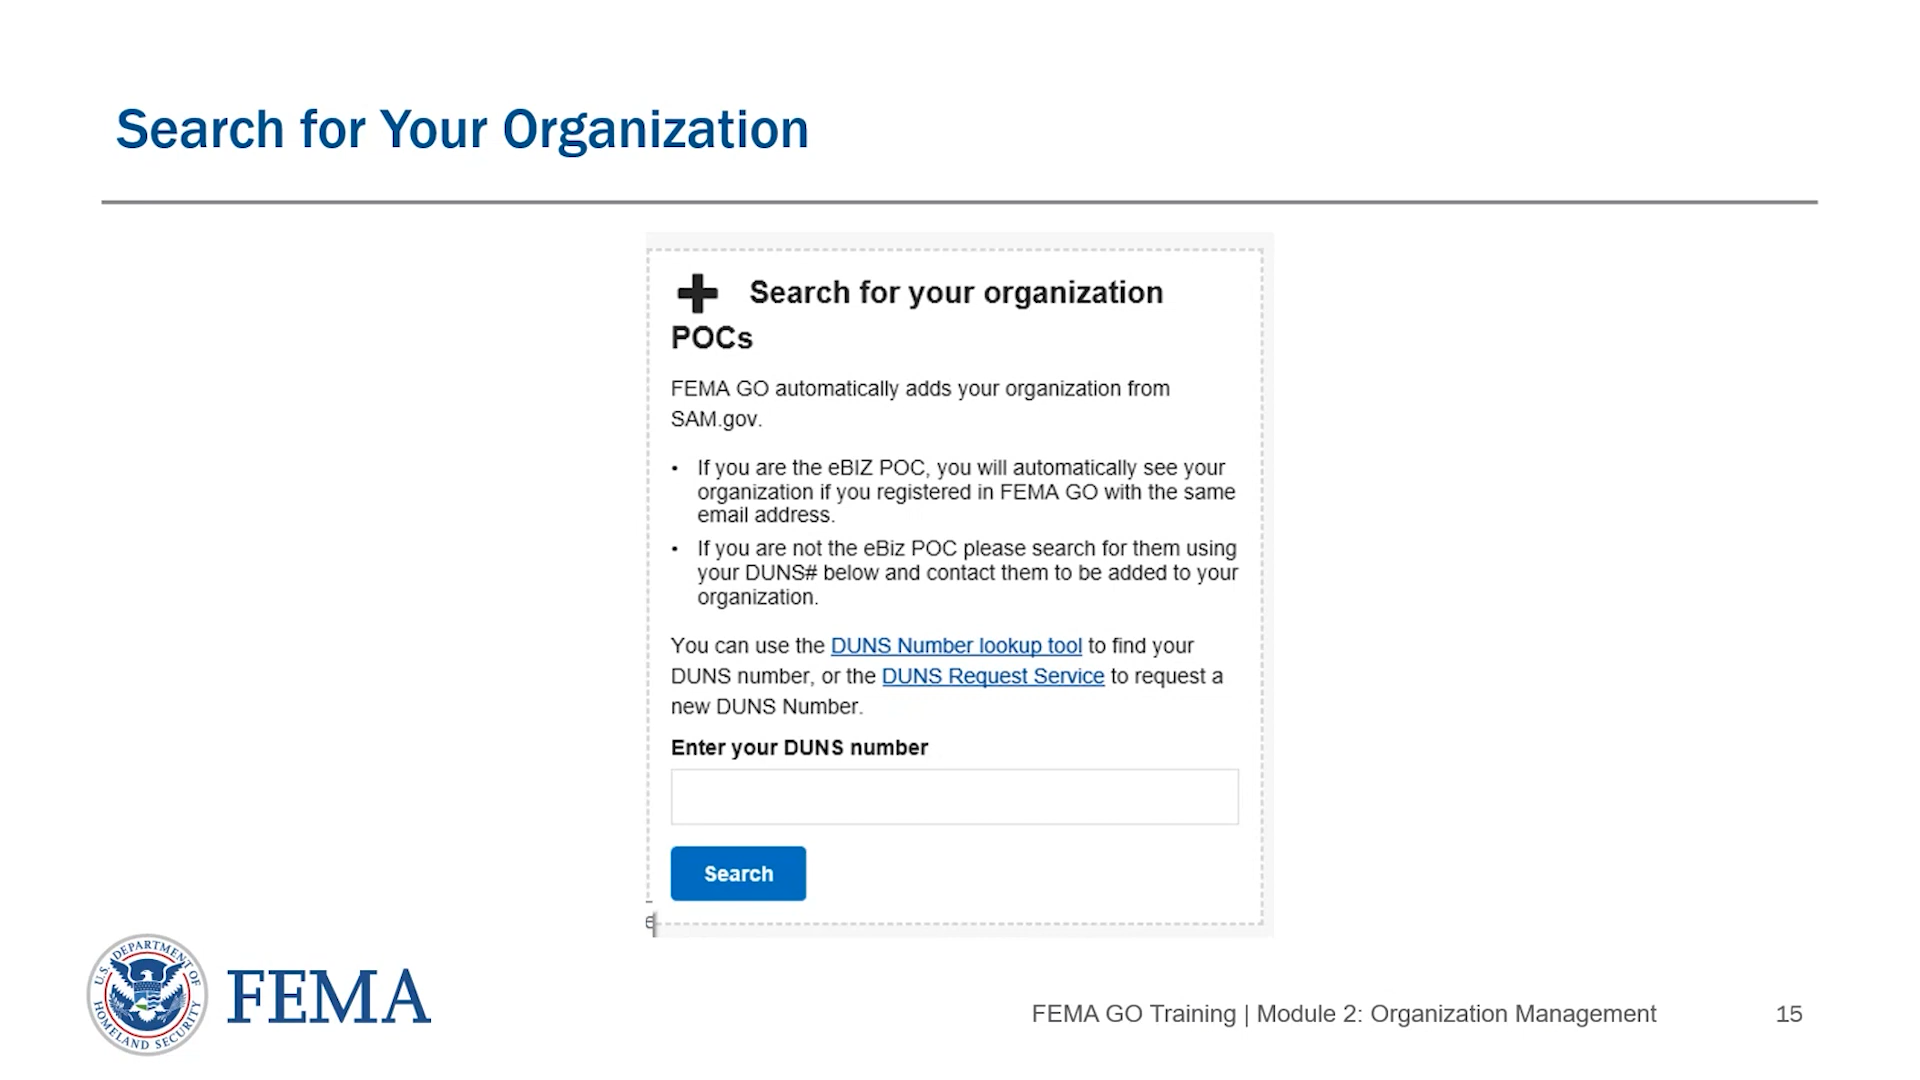 Search for Your Organization
Search for your organization
POCs
FEMA GO automatically adds your organization from
SAM.gov.
• If you are the eBIZ POC, you will automatically see your
organization if you registered in FEMA GO with the same
email address.
• If you are not the eBiz POC please search for them using
your DUNS# below and contact them to be added to your
organization.
You can use the DUNS Number lookup tool to find your
DUNS number, or the DUNS Request Service to request a
new DUNS Number.
Enter your DUNS number
Search
U.S. DEPARTMENT OF
HOMELAND SECURITY
FEMA
FEMA GO Training | Module 2: Organization Management
15